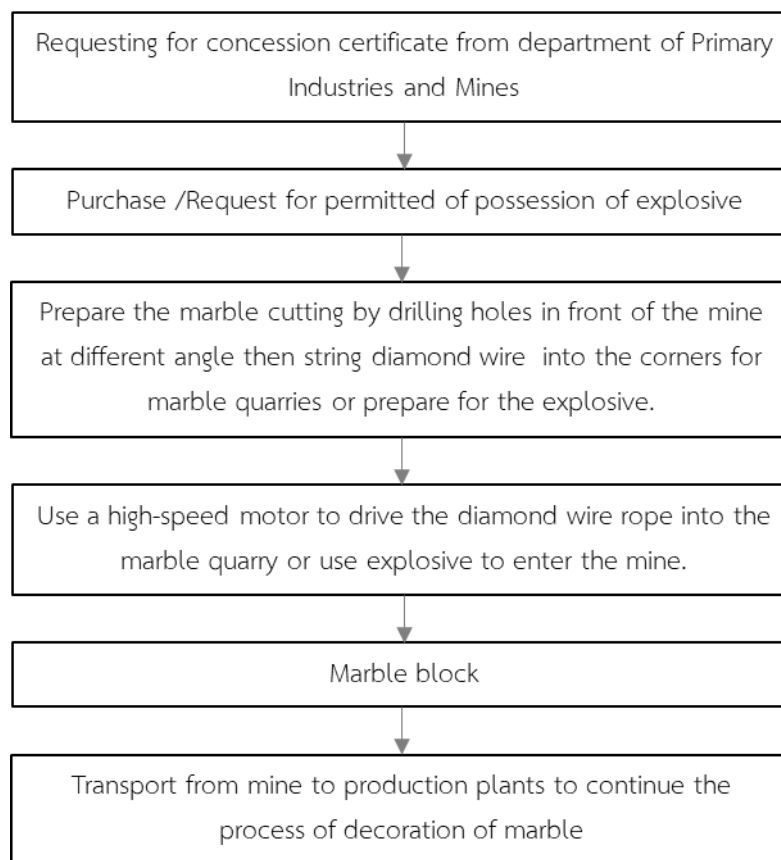 Requesting for concession certificate from department of Primary
Industries and Mines
Purchase /Request for permitted of possession of explosive
Prepare the marble cutting by drilling holes in front of the mine
at different angle then string diamond wire into the corners for
marble quarries or prepare for the explosive.
Use a high-speed motor to drive the diamond wire rope into the
marble quarry or use explosive to enter the mine.
Marble block
Transport from mine to production plants to continue the
process of decoration of marble